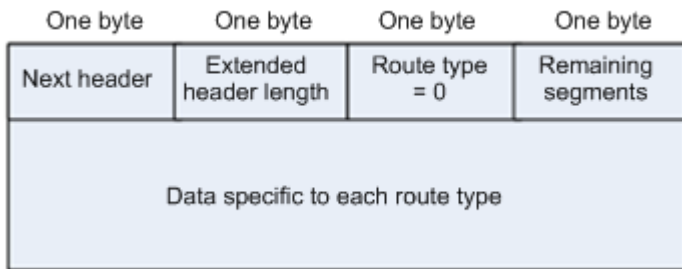 One byte One byte One byte One byte
Next header
Extended
header length
Route type
= 0
Remaining
segments
Data specific to each route type